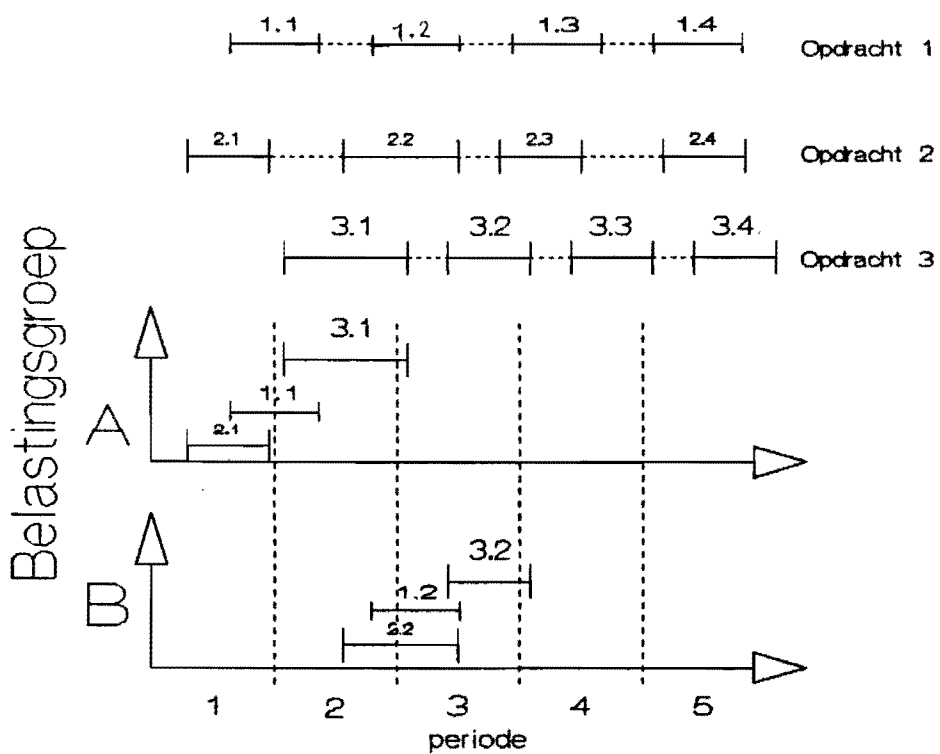 1.1 1.2 1.3 1.4 Opdracht 1
2.1 2.2 2.3 2.4 Opdracht 2
3.1 3.2 3.3 3.4 Opdracht 3
Belastingsgroep
A
3.1
1.1
2.1
B
3.2
1.2
2.2
1 2 3 4 5
periode